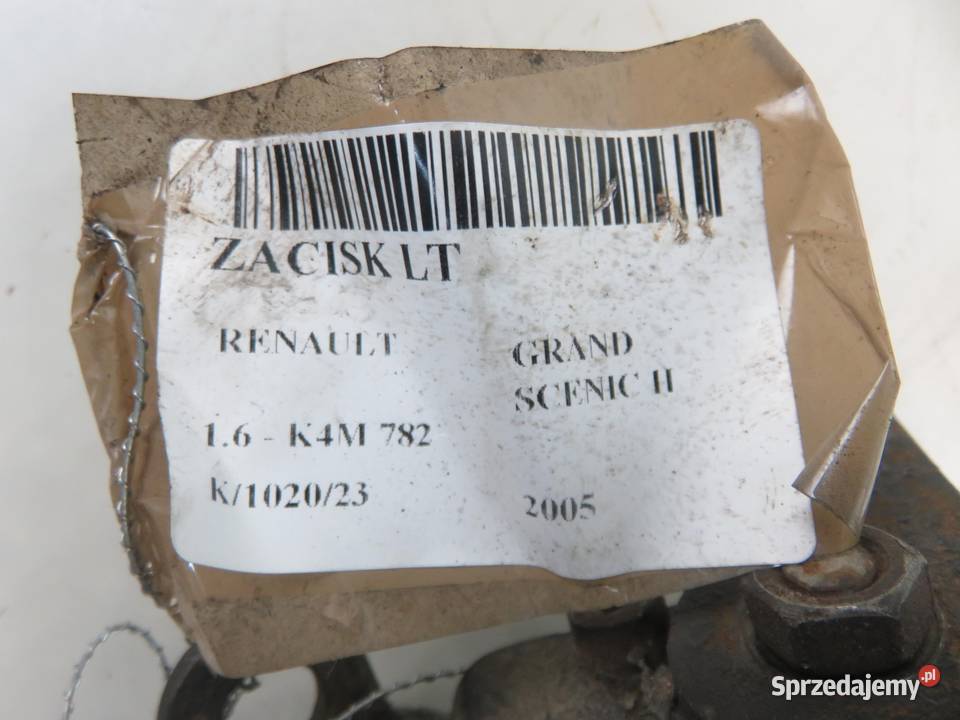 ZACISK LT
RENAULT GRAND
SCENIC II
1.6 - K4M 782
K/1020/23 2005
Sprzedajemy.pl